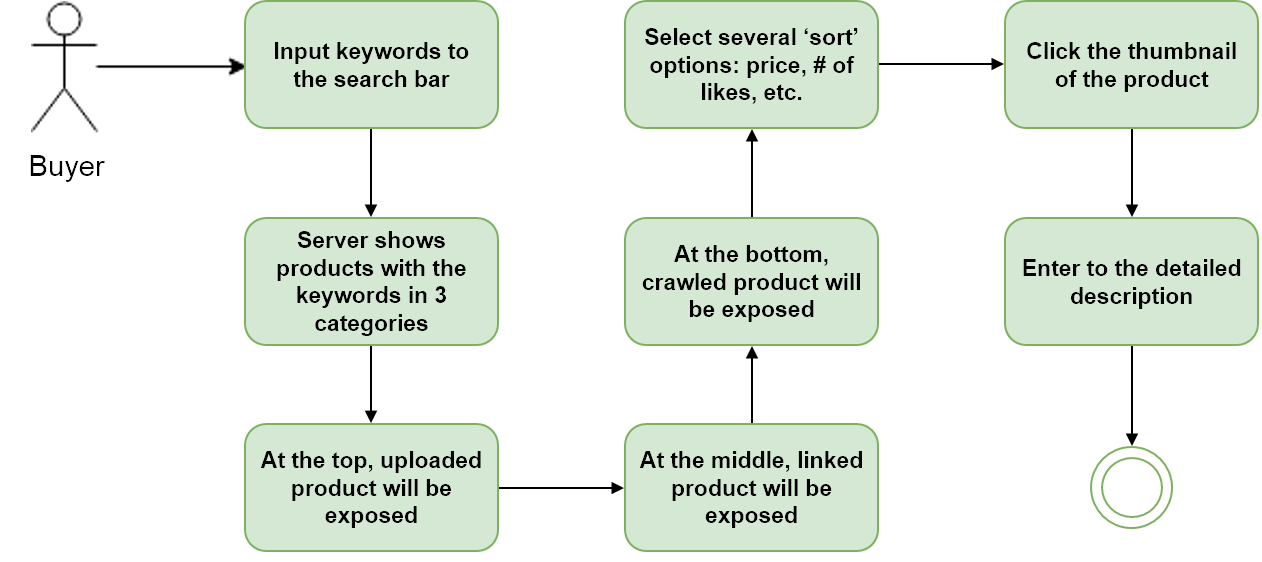 Buyer
Input keywords to
the search bar
Server shows
products with the
keywords in 3
categories
At the top, uploaded
product will be
exposed
At the middle, linked
product will be
exposed
At the bottom,
crawled product will
be exposed
Select several ‘sort’
options: price, # of
likes, etc.
Click the thumbnail
of the product
Enter to the detailed
description